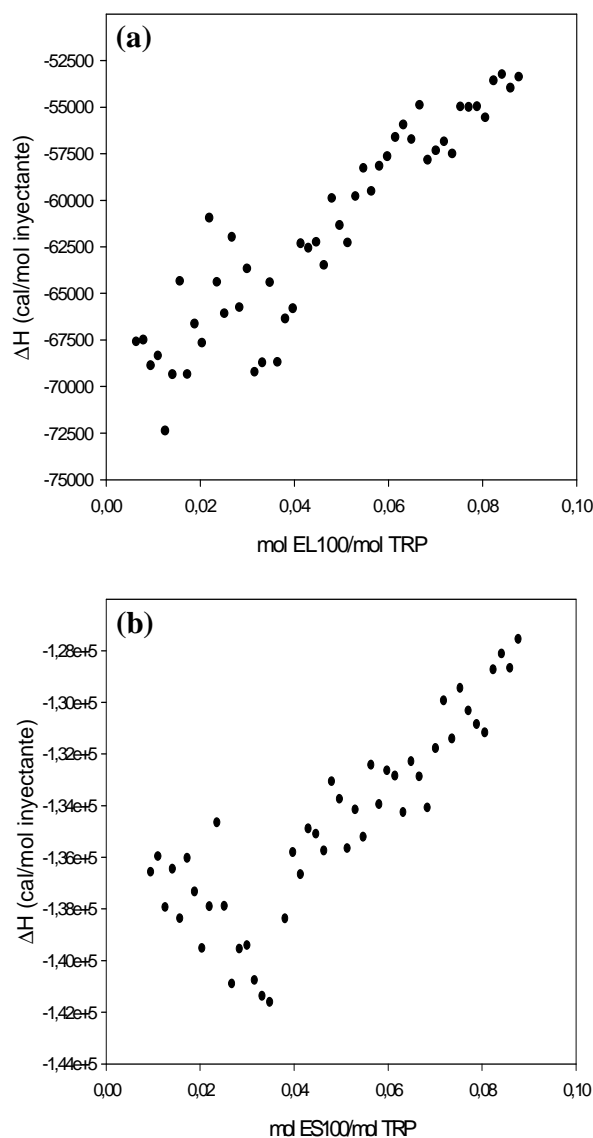 (a)
-52500
-55000
-57500
-60000
-62500
-65000
-67500
-70000
-72500
-75000
ΔH (cal/mol inyectante)
0,00 0,02 0,04 0,06 0,08 0,10
mol EL100/mol TRP
(b)
-1,28e+5
-1,30e+5
-1,32e+5
-1,34e+5
-1,36e+5
-1,38e+5
-1,40e+5
-1,42e+5
-1,44e+5
ΔH (cal/mol inyectante)
0,00 0,02 0,04 0,06 0,08 0,10
mol ES100/mol TRP